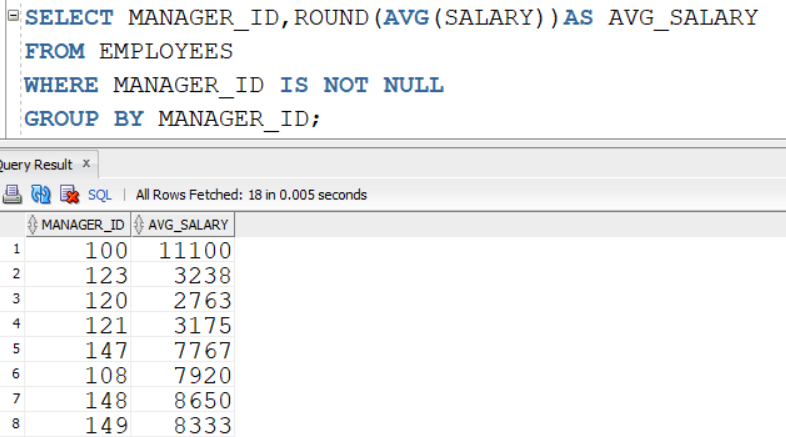 SELECT MANAGER_ID,ROUND(AVG(SALARY))AS AVG_SALARY
FROM EMPLOYEES
WHERE MANAGER_ID IS NOT NULL
GROUP BY MANAGER_ID;
Query Result x
SQL | All Rows Fetched: 18 in 0.005 seconds
MANAGER_ID AVG_SALARY
1 100 11100
2 123 3238
3 120 2763
4 121 3175
5 147 7767
6 108 7920
7 148 8650
8 149 8333